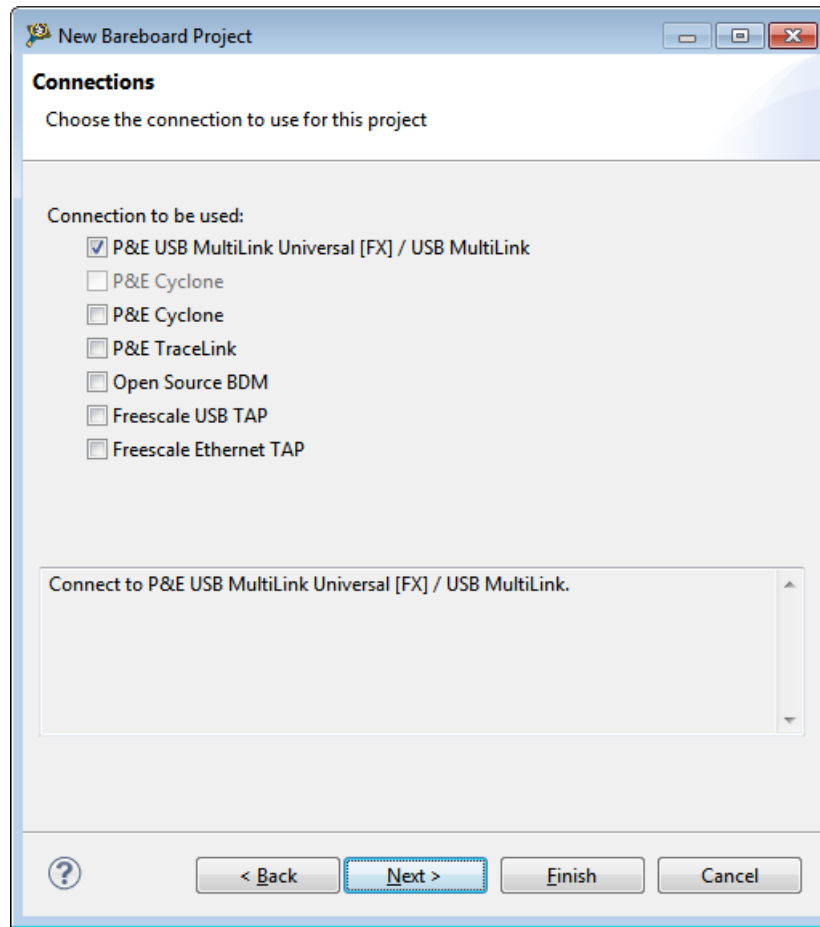 New Bareboard Project
Connections
Choose the connection to use for this project
Connection to be used:
P&E USB MultiLink Universal [FX] / USB MultiLink
P&E Cyclone
P&E Cyclone
P&E TraceLink
Open Source BDM
Freescale USB TAP
Freescale Ethernet TAP
Connect to P&E USB MultiLink Universal [FX] / USB MultiLink.
? < Back Next > Finish Cancel